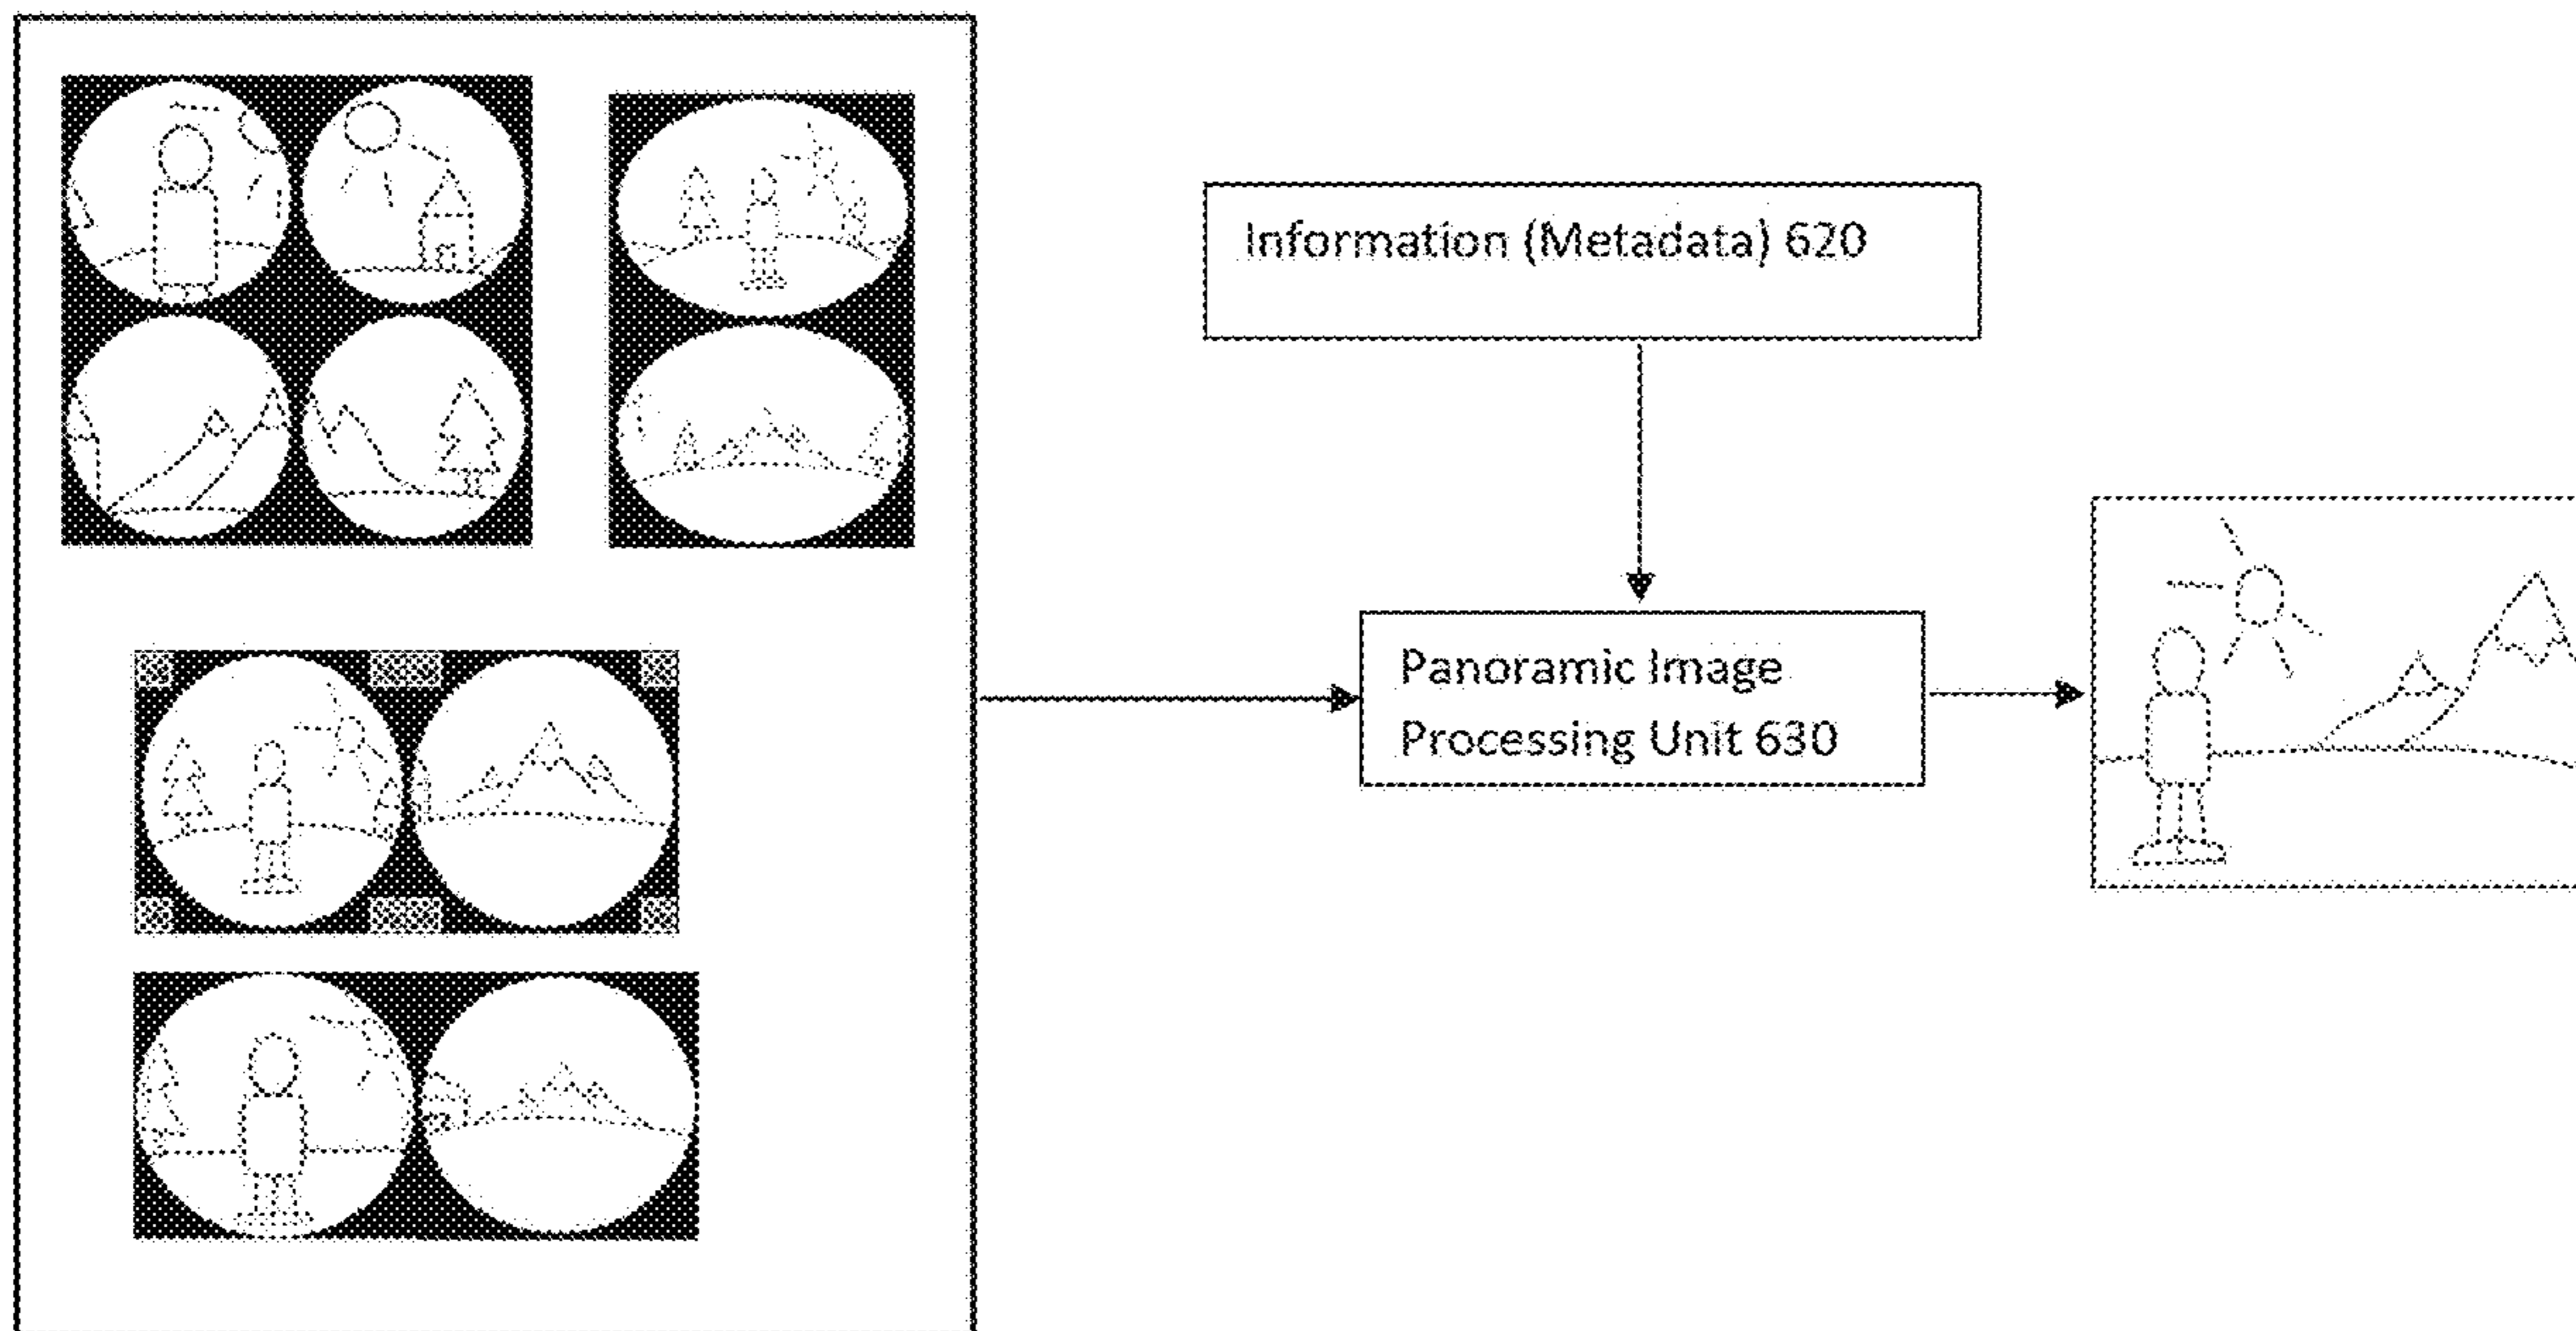 Information (Metadata) 620
Panoramic Image
Processing Unit 630